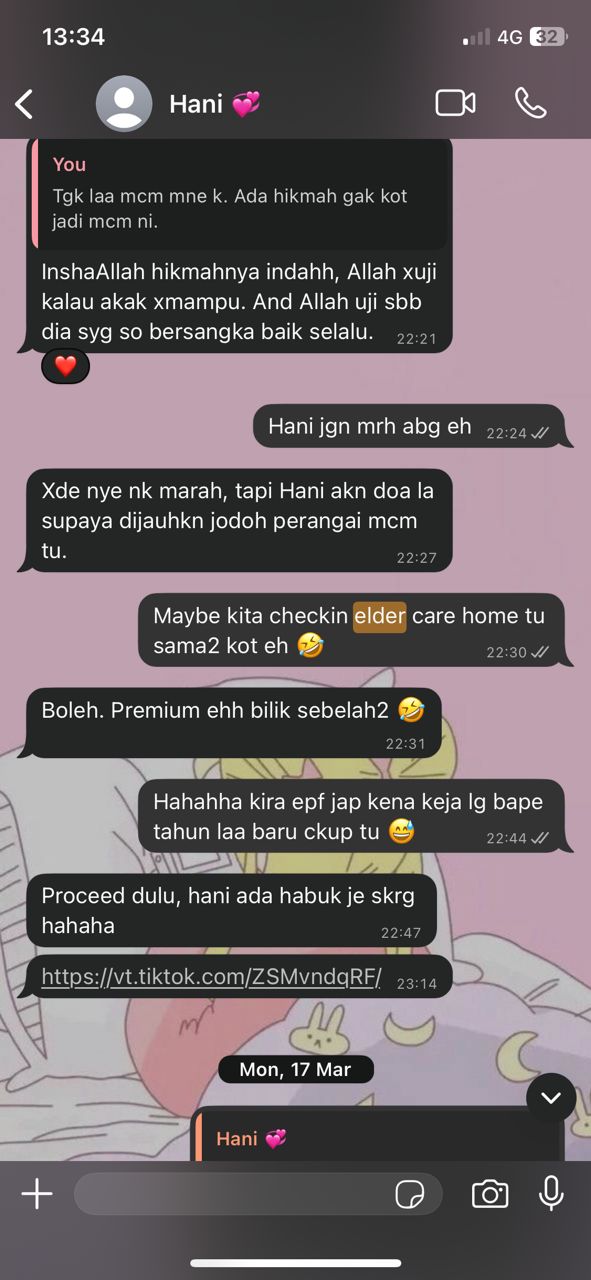 13:34
4G 32
Hani 💞
You
Tgk laa mcm mne k. Ada hikmah gak kot
jadi mcm ni.
InshaAllah hikmahnya indahh, Allah xuji
kalau akak xmampu. And Allah uji sbb
dia syg so bersangka baik selalu. 22:21
❤️
Hani jgn mrh abg eh 22:24
Xde nye nk marah, tapi Hani akn doa la
supaya dijauhkn jodoh perangai mcm
tu. 22:27
Maybe kita checkin elder care home tu
sama2 kot eh 🤣 22:30
Boleh. Premium ehh bilik sebelah2 🤣
22:31
Hahahha kira epf jap kena keja lg bape
tahun laa baru ckup tu 😅 22:44
Proceed dulu, hani ada habuk je skrg
hahaha 22:47
https://vt.tiktok.com/ZSMvndqRF/ 23:14
Mon, 17 Mar
Hani 💞